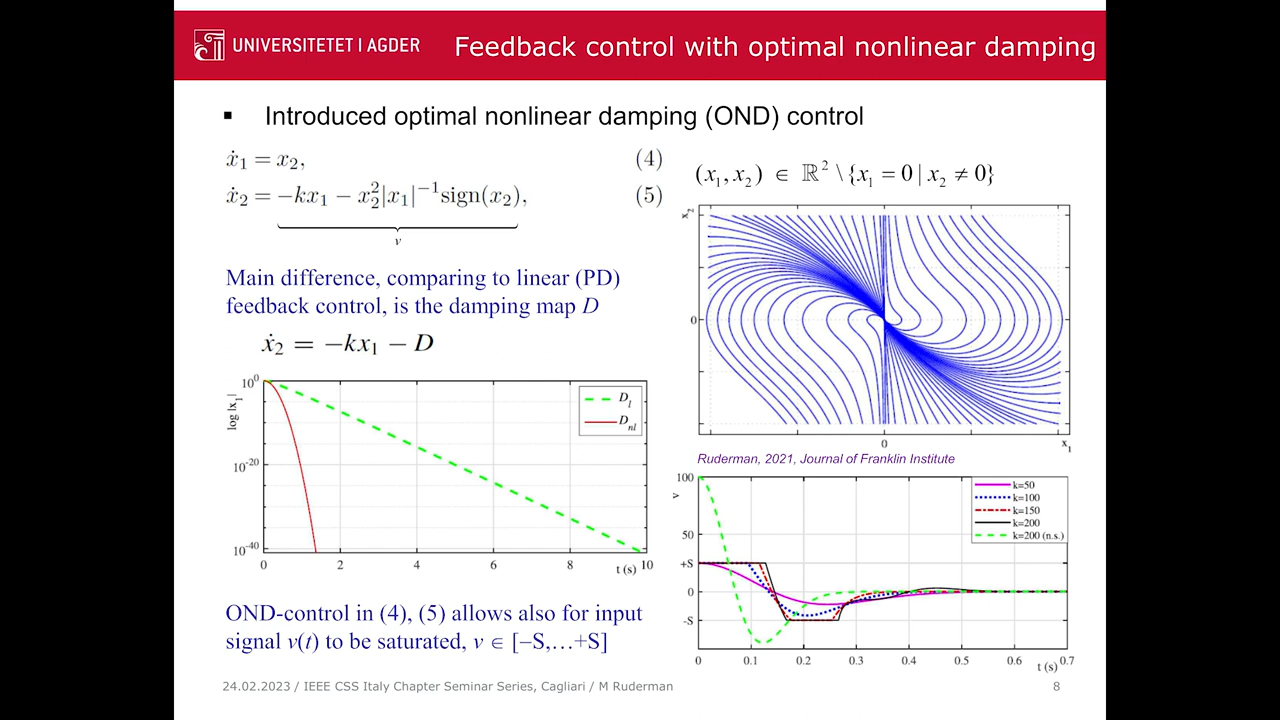 UNIVERSITETET I AGDER
Feedback control with optimal nonlinear damping
▪ Introduced optimal nonlinear damping (OND) control
ẋ₁ = x₂, (4)
ẋ₂ = −kx₁ − x₂²|x₁|⁻¹sign(x₂), (5)
v
(x₁, x₂) ∈ ℝ² \ {x₁ = 0 | x₂ ≠ 0}
Main difference, comparing to linear (PD)
feedback control, is the damping map D
ẋ₂ = −kx₁ − D
x₂
0
0
x₁
Ruderman, 2021, Journal of Franklin Institute
log |x₁|
10⁰
10⁻²⁰
10⁻⁴⁰
D_l
D_nl
0 2 4 6 8 t (s) 10
v
100
50
+S
0
-S
k=50
k=100
k=150
k=200
k=200 (n.s.)
0 0.1 0.2 0.3 0.4 0.5 0.6 t (s) 0.7
OND-control in (4), (5) allows also for input
signal v(t) to be saturated, v ∈ [−S,…+S]
24.02.2023 / IEEE CSS Italy Chapter Seminar Series, Cagliari / M Ruderman
8